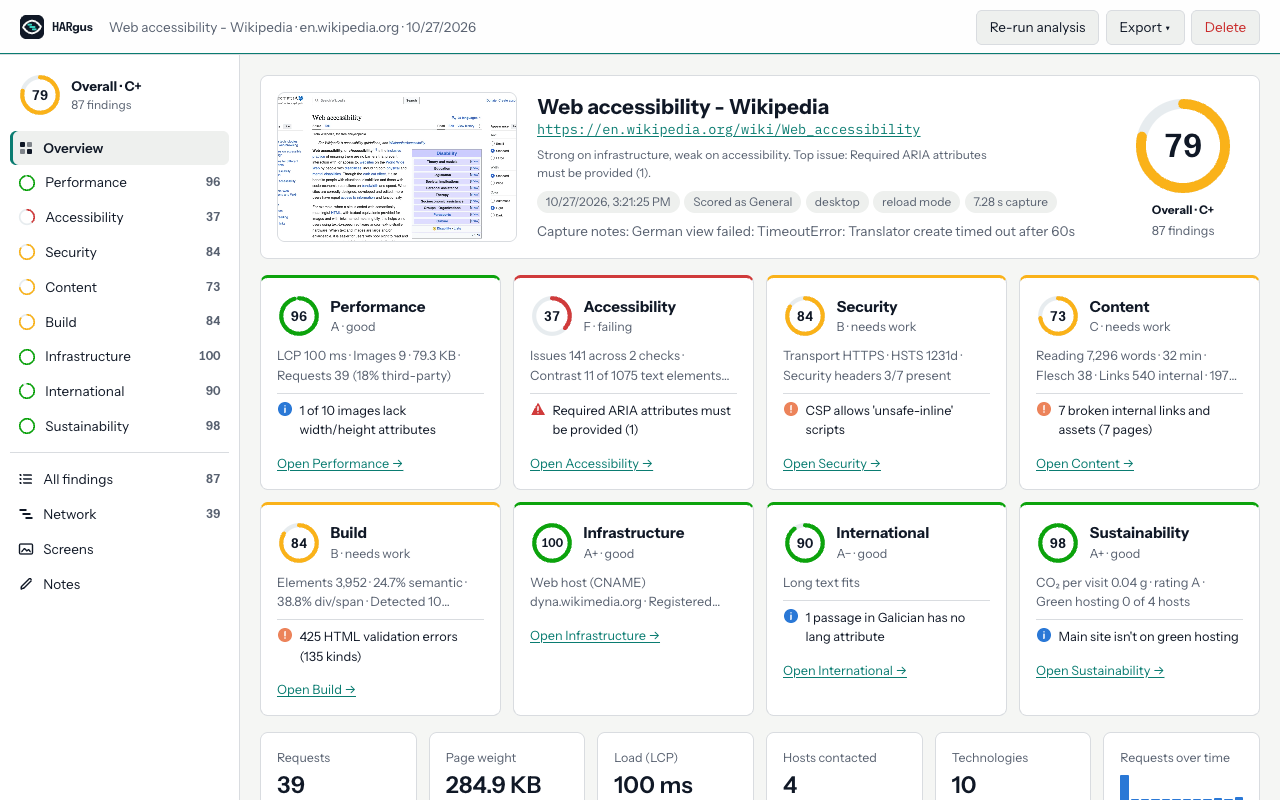 HARgus
Web accessibility - Wikipedia · en.wikipedia.org · 10/27/2026
Re-run analysis
Export ▾
Delete
79
Overall · C+
87 findings
Overview
Performance 96
Accessibility 37
Security 84
Content 73
Build 84
Infrastructure 100
International 90
Sustainability 98
All findings 87
Network 39
Screens
Notes
Web accessibility
Web accessibility - Wikipedia
https://en.wikipedia.org/wiki/Web_accessibility
Strong on infrastructure, weak on accessibility. Top issue: Required ARIA attributes
must be provided (1).
10/27/2026, 3:21:25 PM
Scored as General
desktop
reload mode
7.28 s capture
Capture notes: German view failed: TimeoutError: Translator create timed out after 60s
79
Overall · C+
87 findings
96
Performance
A · good
LCP 100 ms · Images 9 · 79.3 KB ·
Requests 39 (18% third-party)
1 of 10 images lack
width/height attributes
Open Performance →
37
Accessibility
F · failing
Issues 141 across 2 checks ·
Contrast 11 of 1075 text elements…
Required ARIA attributes must
be provided (1)
Open Accessibility →
84
Security
B · needs work
Transport HTTPS · HSTS 1231d ·
Security headers 3/7 present
CSP allows 'unsafe-inline'
scripts
Open Security →
73
Content
C · needs work
Reading 7,296 words · 32 min ·
Flesch 38 · Links 540 internal · 197…
7 broken internal links and
assets (7 pages)
Open Content →
84
Build
B · needs work
Elements 3,952 · 24.7% semantic ·
38.8% div/span · Detected 10…
425 HTML validation errors
(135 kinds)
Open Build →
100
Infrastructure
A+ · good
Web host (CNAME)
dyna.wikimedia.org · Registered…
Open Infrastructure →
90
International
A− · good
Long text fits
1 passage in Galician has no
lang attribute
Open International →
98
Sustainability
A+ · good
CO₂ per visit 0.04 g · rating A ·
Green hosting 0 of 4 hosts
Main site isn't on green hosting
Open Sustainability →
Requests
39
Page weight
284.9 KB
Load (LCP)
100 ms
Hosts contacted
4
Technologies
10
Requests over time